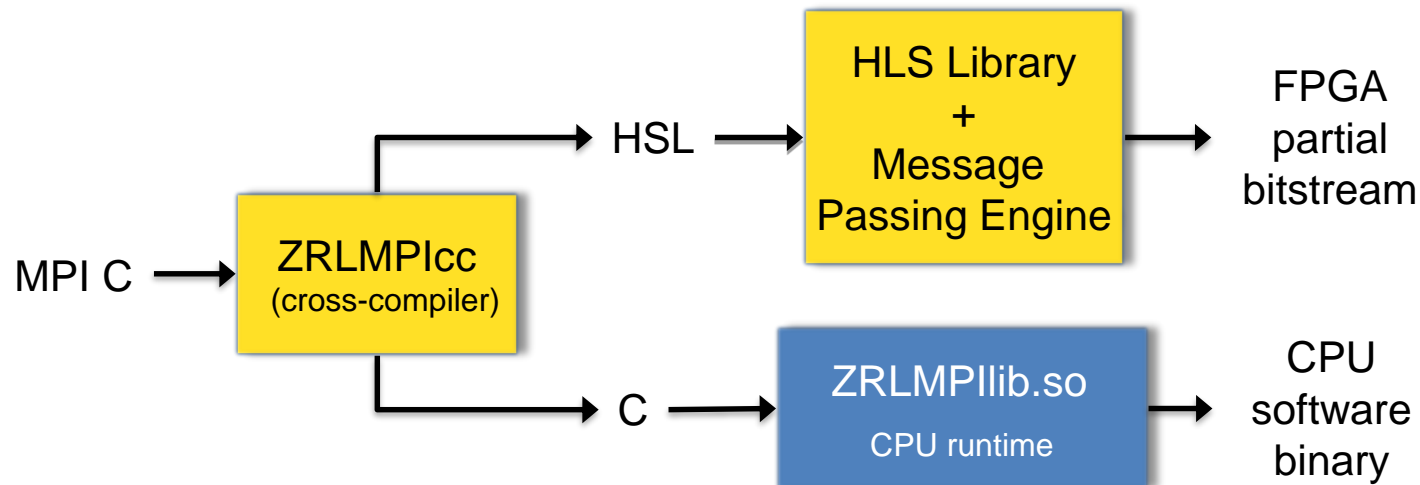 MPI C
ZRLMPIcc
(cross-compiler)
HSL
HLS Library
+
Message
Passing Engine
FPGA
partial
bitstream
C
ZRLMPIlib.so
CPU runtime
CPU
software
binary